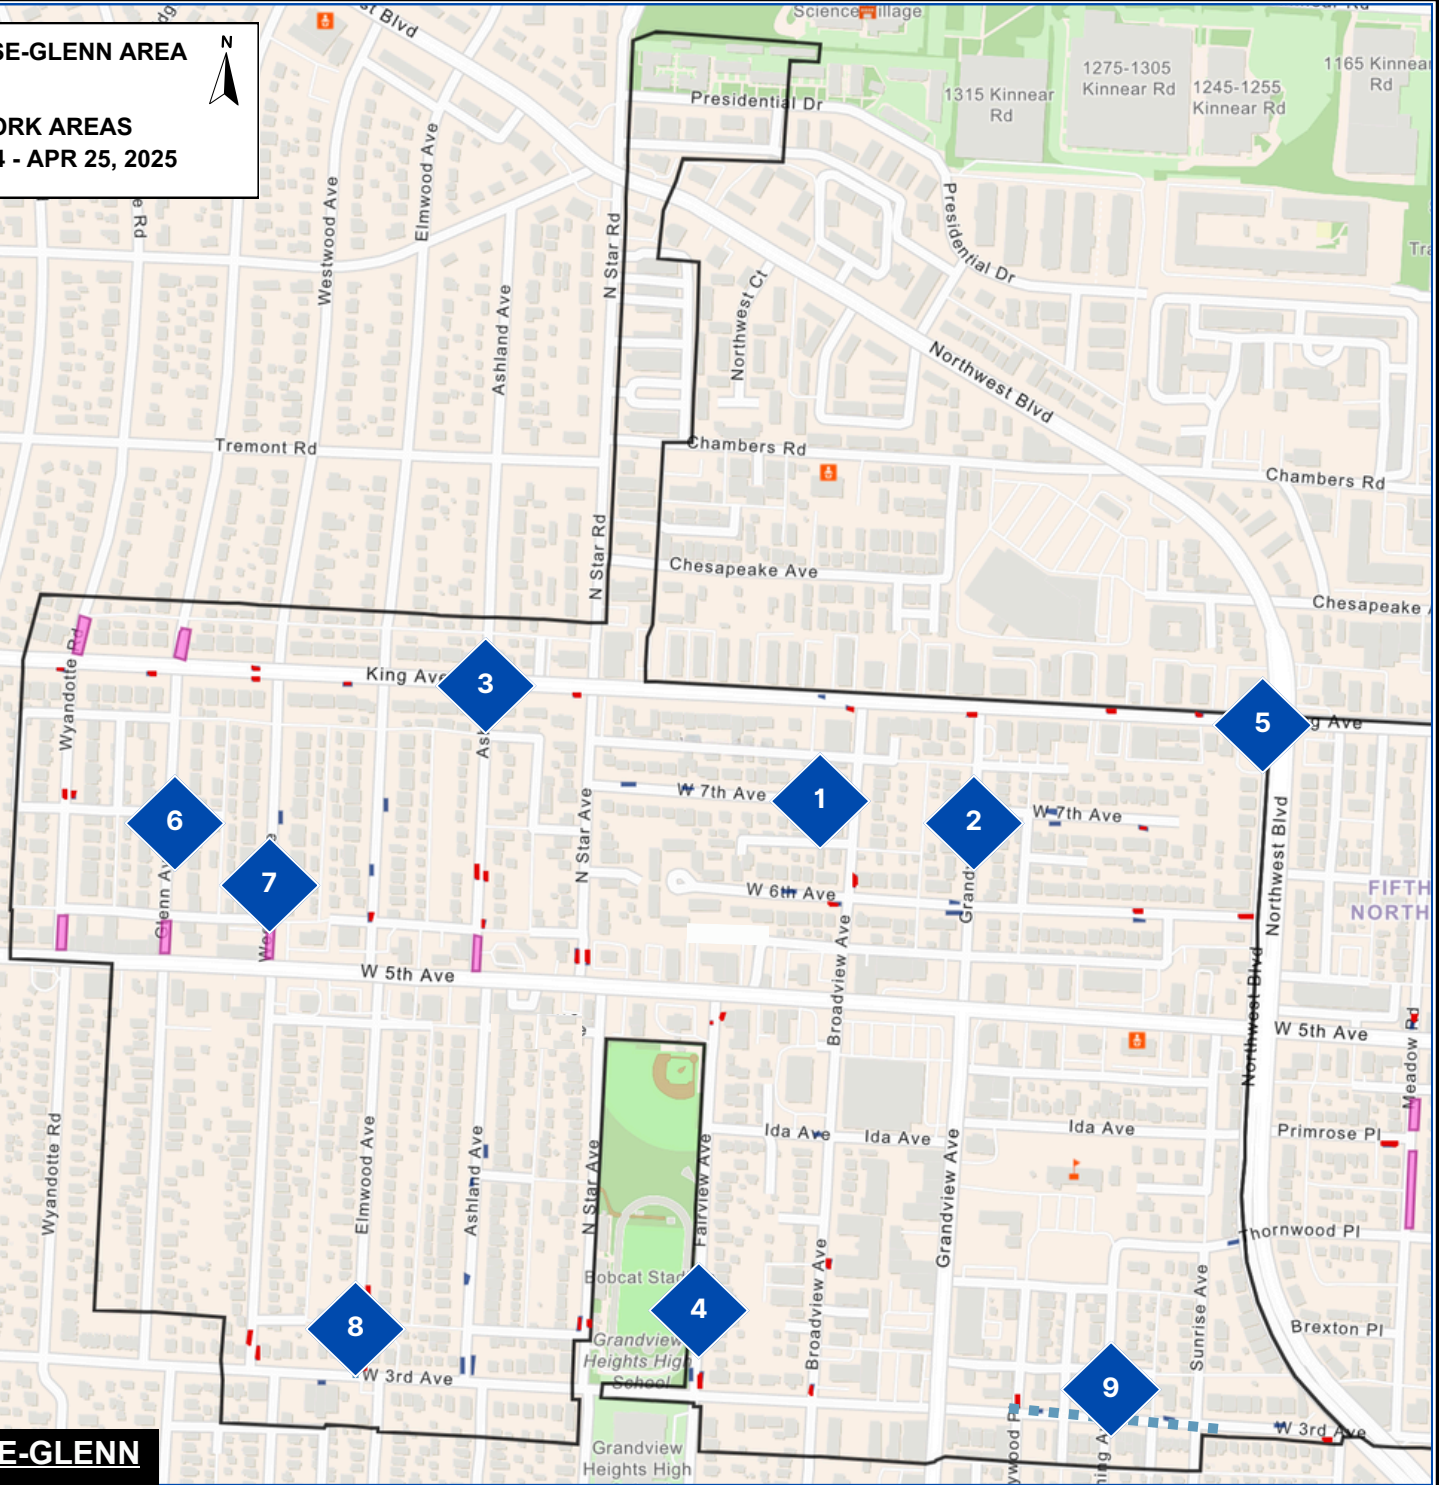 SE-GLENN AREA
N
ORK AREAS
4 - APR 25, 2025
st Blvd
Science Village
Presidential Dr
1315 Kinnear
Rd
1275-1305
Kinnear Rd
1245-1255
Kinnear Rd
1165 Kinnear
Rd
Westwood Ave
Elmwood Ave
Ashland Ave
N Star Rd
Northwest Ct
Presidential Dr
Northwest Blvd
Tremont Rd
Chambers Rd
Chambers Rd
N Star Rd
Chesapeake Ave
Chesapeake
Wyandotte Rd
King Ave
3
5
g Ave
6
7
1
2
W 7th Ave
W 7th Ave
N Star Ave
W 6th Ave
Glenn Av
Grand
Northwest Blvd
FIFTH
NORTH
W 5th Ave
Broadview Ave
Northwest Blvd
W 5th Ave
Meadow Rd
Wyandotte Rd
Elmwood Ave
Ashland Ave
N Star Ave
Fairview Ave
Ida Ave
Ida Ave
Ida Ave
Primrose Pl
Grandview Ave
Thornwood Pl
Bobcat Stad
4
8
Broadview Ave
Sunrise Ave
Brexton Pl
Grandview
Heights High
School
W 3rd Ave
9
W 3rd Ave
ywood P
ning A
Grandview
Heights High
E-GLENN